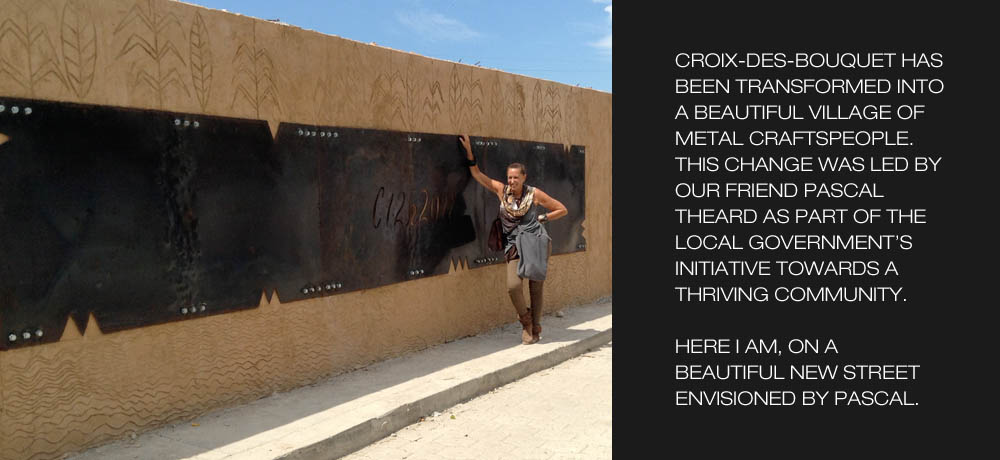 CROIX-DES-BOUQUET HAS
BEEN TRANSFORMED INTO
A BEAUTIFUL VILLAGE OF
METAL CRAFTSPEOPLE.
THIS CHANGE WAS LED BY
OUR FRIEND PASCAL
THEARD AS PART OF THE
LOCAL GOVERNMENT'S
INITIATIVE TOWARDS A
THRIVING COMMUNITY.
HERE I AM, ON A
BEAUTIFUL NEW STREET
ENVISIONED BY PASCAL.